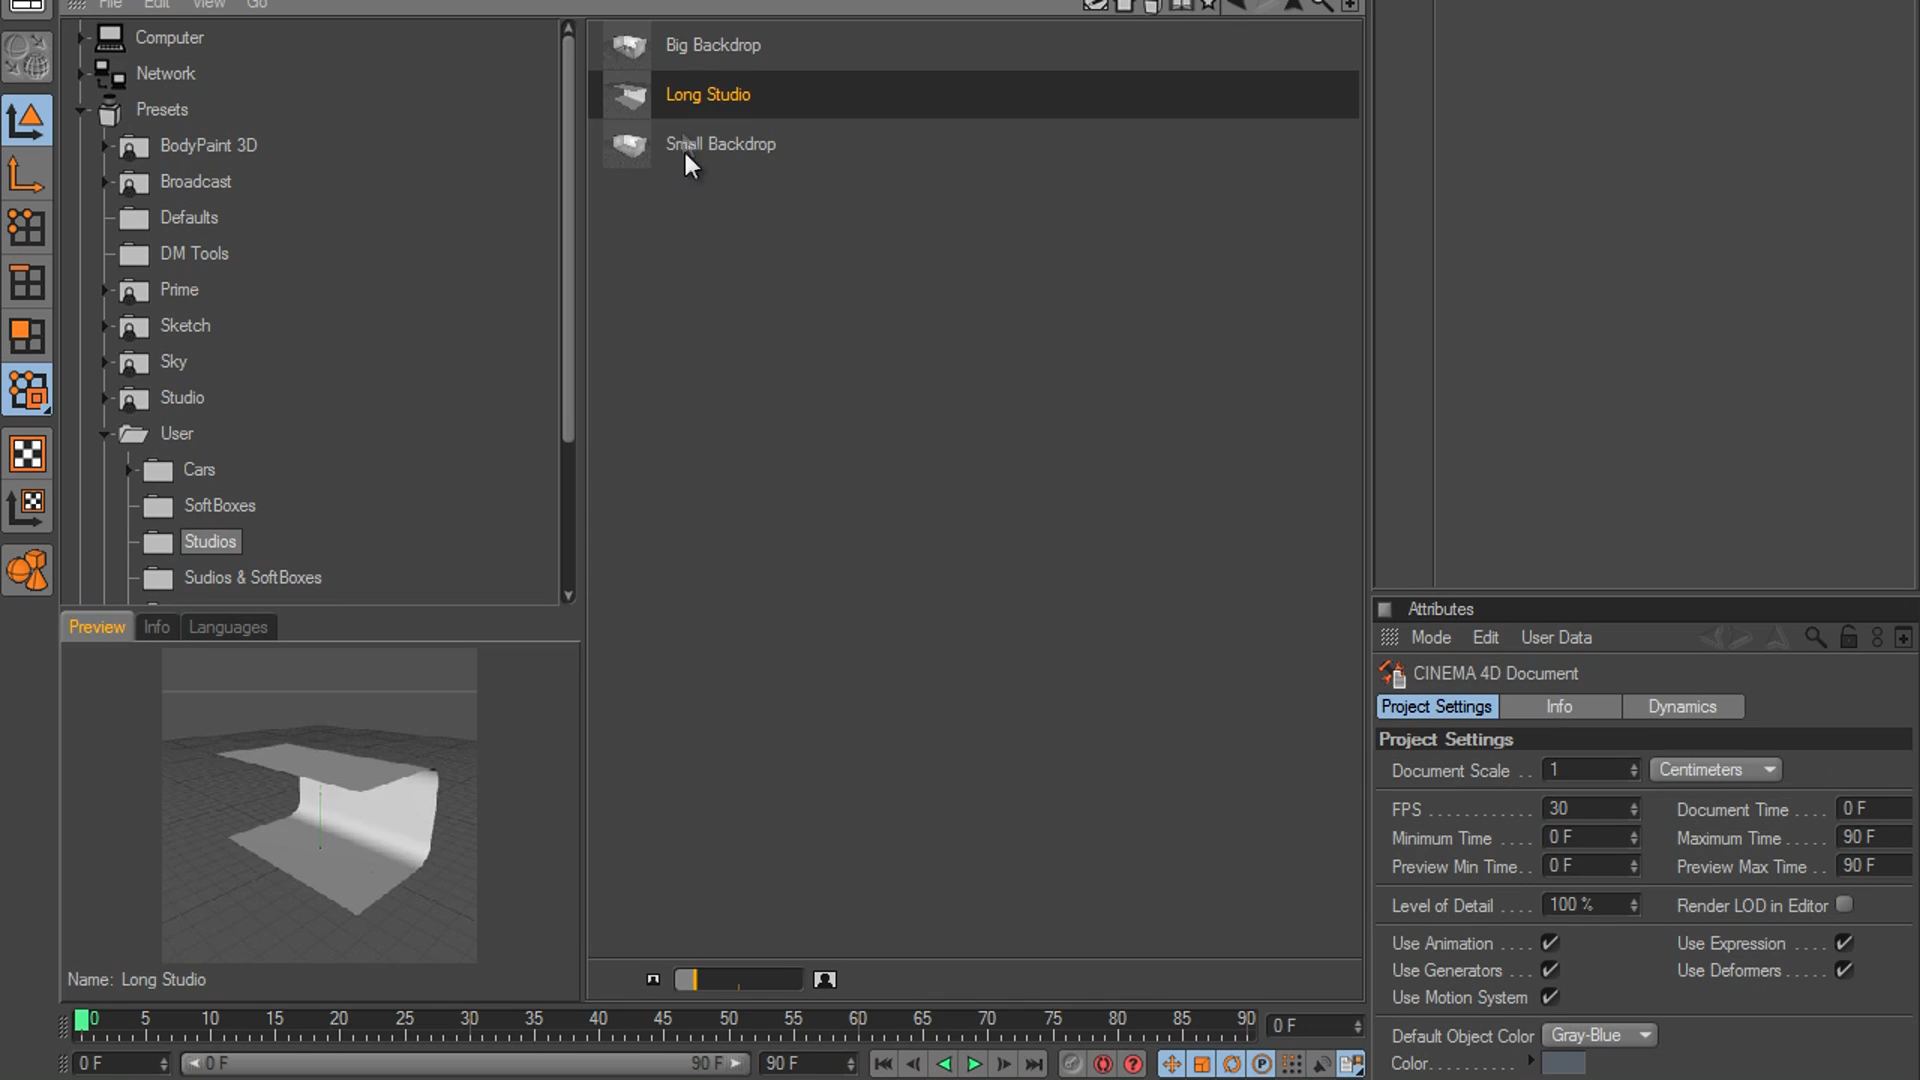 File Edit View Go
Computer
Network
Presets
BodyPaint 3D
Broadcast
Defaults
DM Tools
Prime
Sketch
Sky
Studio
User
Cars
SoftBoxes
Studios
Sudios & SoftBoxes
Big Backdrop
Long Studio
Small Backdrop
Preview Info Languages
Name: Long Studio
Attributes
Mode Edit User Data
CINEMA 4D Document
Project Settings Info Dynamics
Project Settings
Document Scale . . 1 Centimeters
FPS . . . . . . . . . . . 30 Document Time . . . . 0 F
Minimum Time . . . . 0 F Maximum Time . . . . . 90 F
Preview Min Time. . 0 F Preview Max Time . . 90 F
Level of Detail . . . . 100 % Render LOD in Editor
Use Animation . . . . Use Expression . . . .
Use Generators . . . Use Deformers . . . . .
Use Motion System
Default Object Color Gray-Blue
Color. . . . . . . . . .
0 5 10 15 20 25 30 35 40 45 50 55 60 65 70 75 80 85 90 0 F
0 F 0 F 90 F 90 F